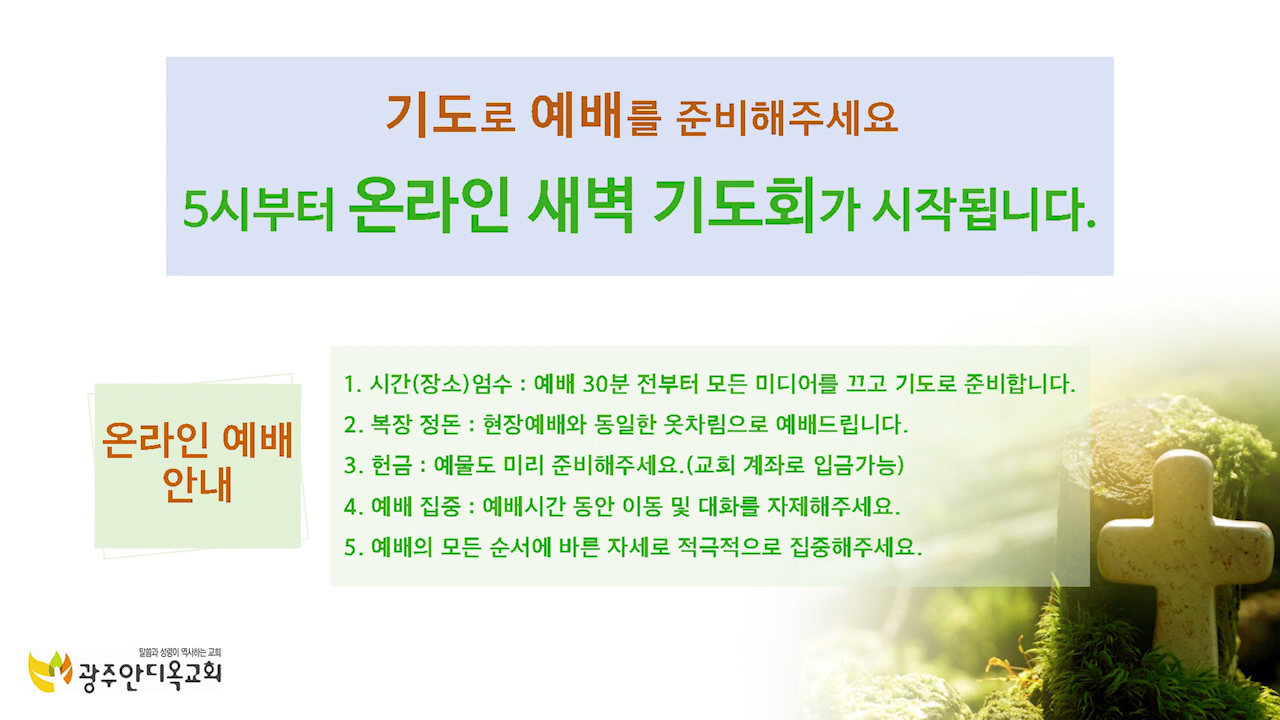 기도로 예배를 준비해주세요
5시부터 온라인 새벽 기도회가 시작됩니다.
온라인 예배
안내
1. 시간(장소)엄수 : 예배 30분 전부터 모든 미디어를 끄고 기도로 준비합니다.
2. 복장 정돈 : 현장예배와 동일한 옷차림으로 예배드립니다.
3. 헌금 : 예물도 미리 준비해주세요.(교회 계좌로 입금가능)
4. 예배 집중 : 예배시간 동안 이동 및 대화를 자제해주세요.
5. 예배의 모든 순서에 바른 자세로 적극적으로 집중해주세요.
말씀과 성령이 역사하는 교회
광주안디옥교회